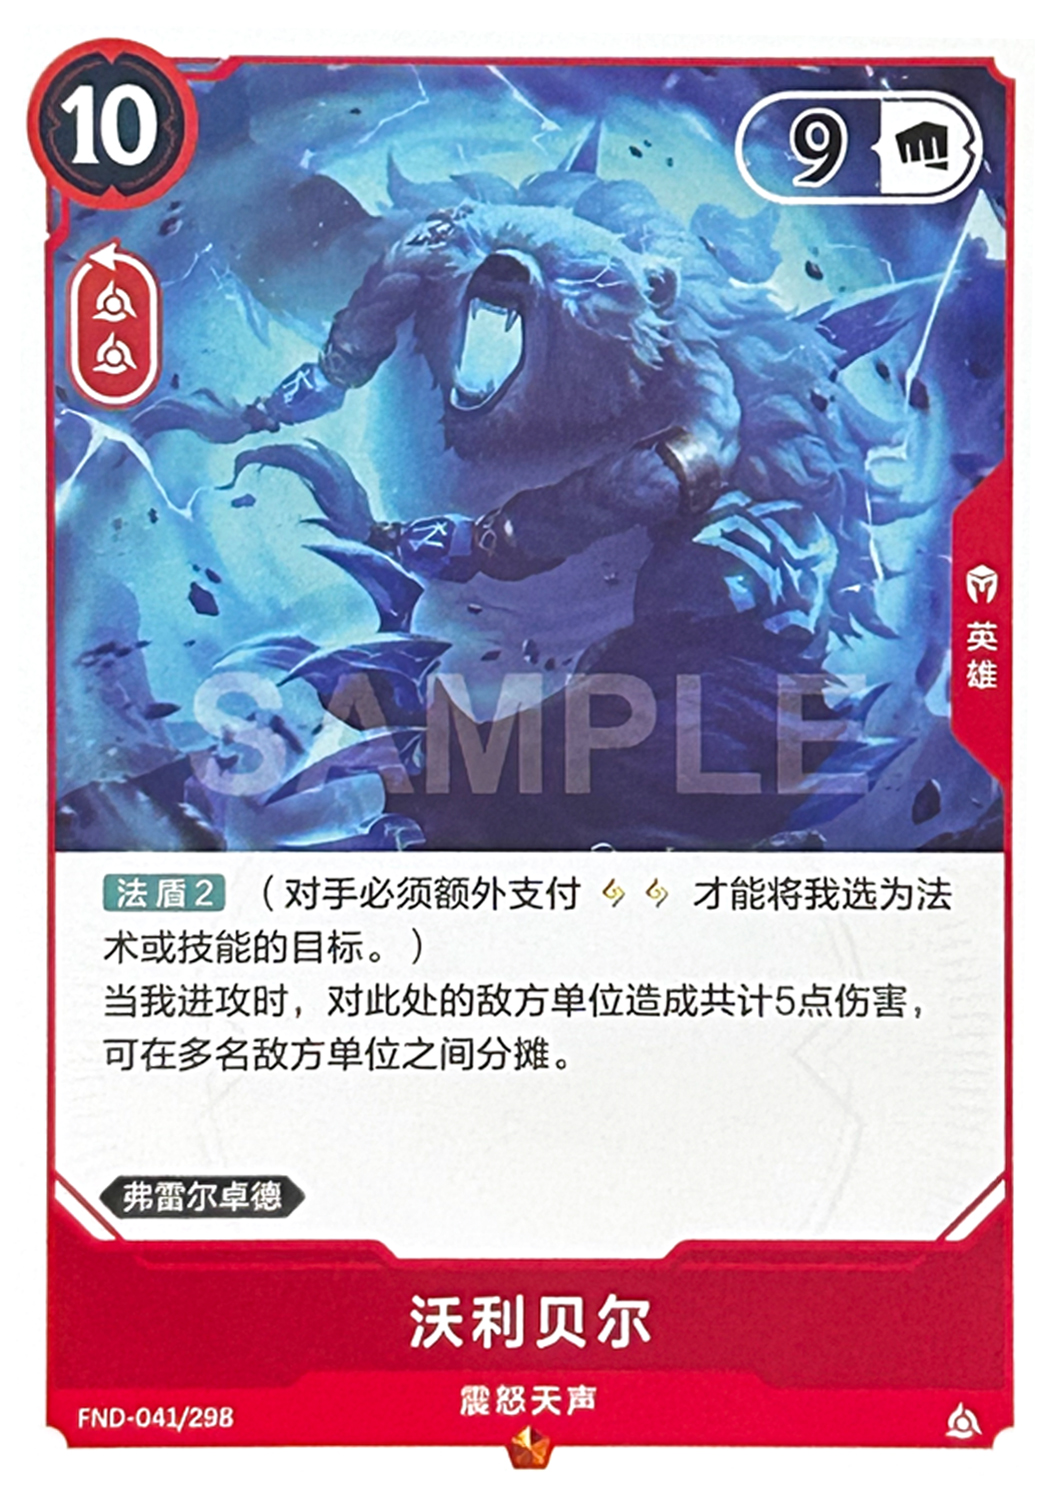 10
9
英雄
SAMPLE
法盾2 （对手必须额外支付 才能将我选为法
术或技能的目标。）
当我进攻时，对此处的敌方单位造成共计5点伤害，
可在多名敌方单位之间分摊。
弗雷尔卓德
沃利贝尔
震怒天声
FND-041/298